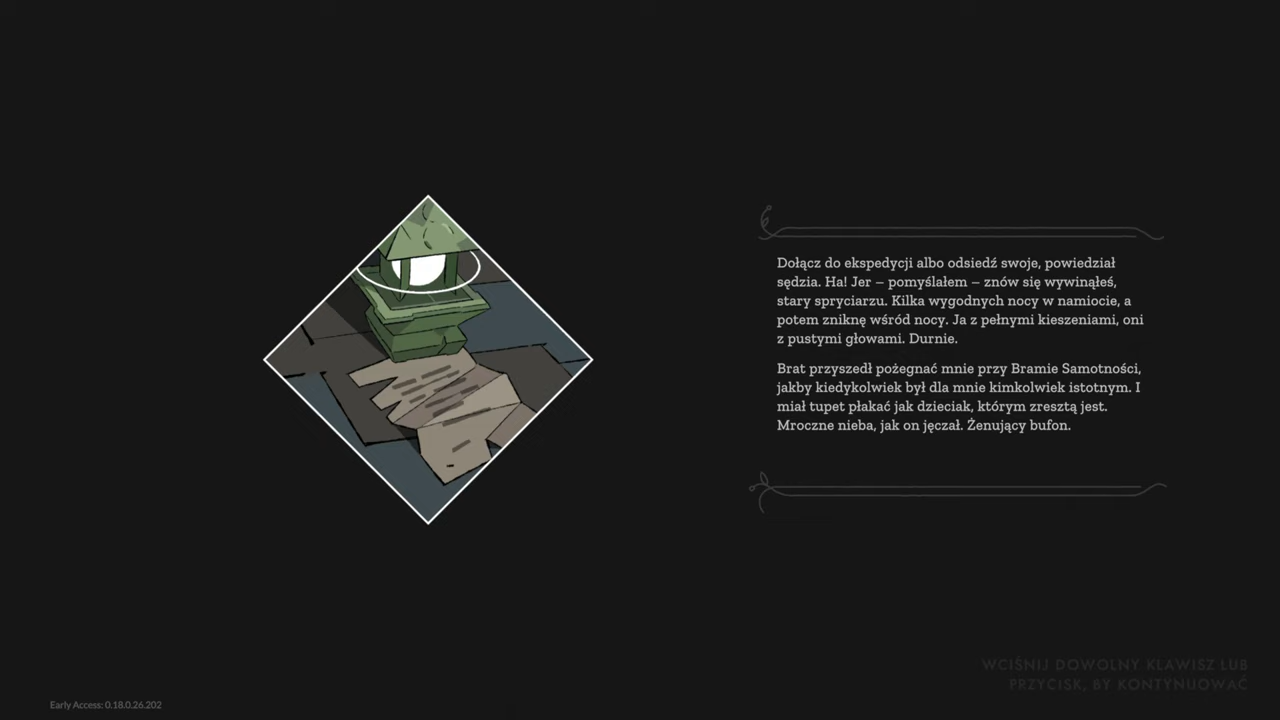 Dołącz do ekspedycji albo odsiedź swoje, powiedział
sędzia. Ha! Jer – pomyślałem – znów się wywinąłeś,
stary spryciarzu. Kilka wygodnych nocy w namiocie, a
potem zniknę wśród nocy. Ja z pełnymi kieszeniami, oni
z pustymi głowami. Durnie.
Brat przyszedł pożegnać mnie przy Bramie Samotności,
jakby kiedykolwiek był dla mnie kimkolwiek istotnym. I
miał tupet płakać jak dzieciak, którym zresztą jest.
Mroczne nieba, jak on jęczał. Żenujący bufon.
WCIŚNIJ DOWOLNY KLAWISZ LUB
PRZYCISK, BY KONTYNUOWAĆ
Early Access: 0.18.0.26.202